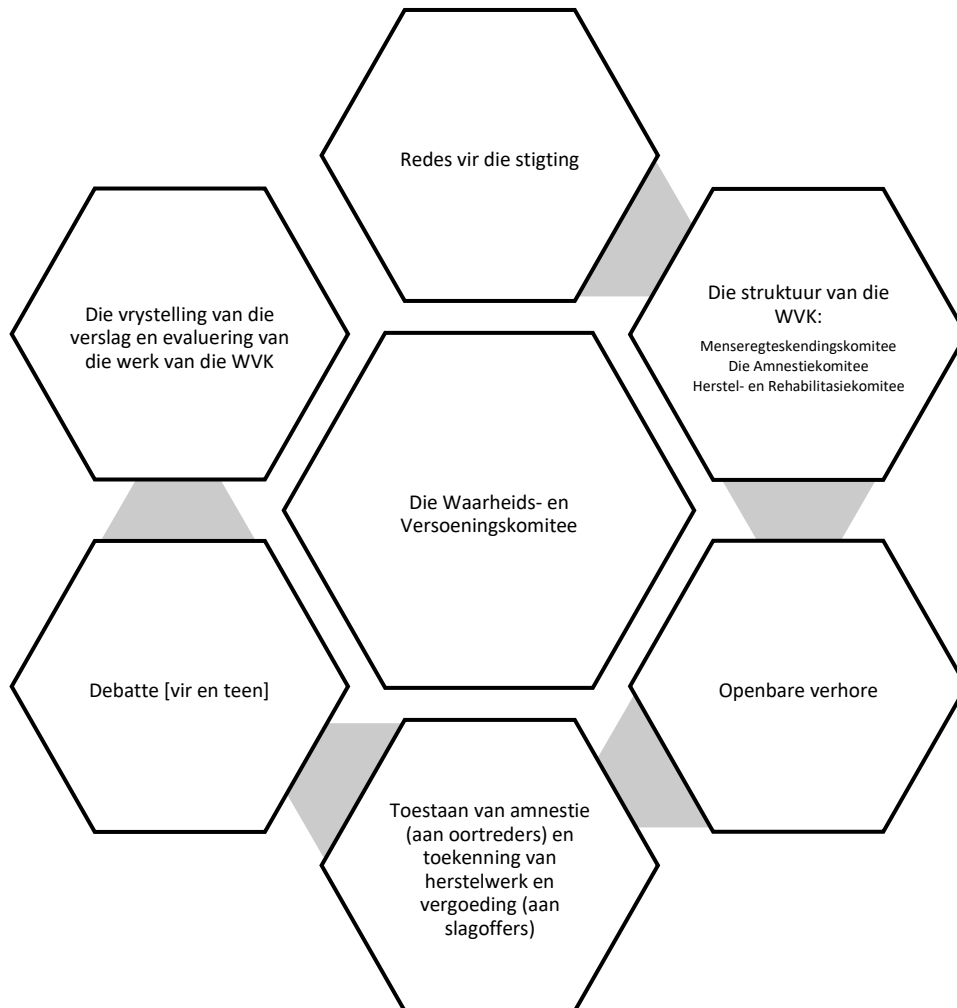 Redes vir die stigting
Die struktuur van die
WVK:
Menseregteskendingskomitee
Die Amnestiekomitee
Herstel- en Rehabilitasiekomitee
Openbare verhore
Toestaan van amnestie
(aan oortreders) en
toekenning van
herstelwerk en
vergoeding (aan
slagoffers)
Debatte [vir en teen]
Die vrystelling van die
verslag en evaluering van
die werk van die WVK
Die Waarheids- en
Versoeningskomitee